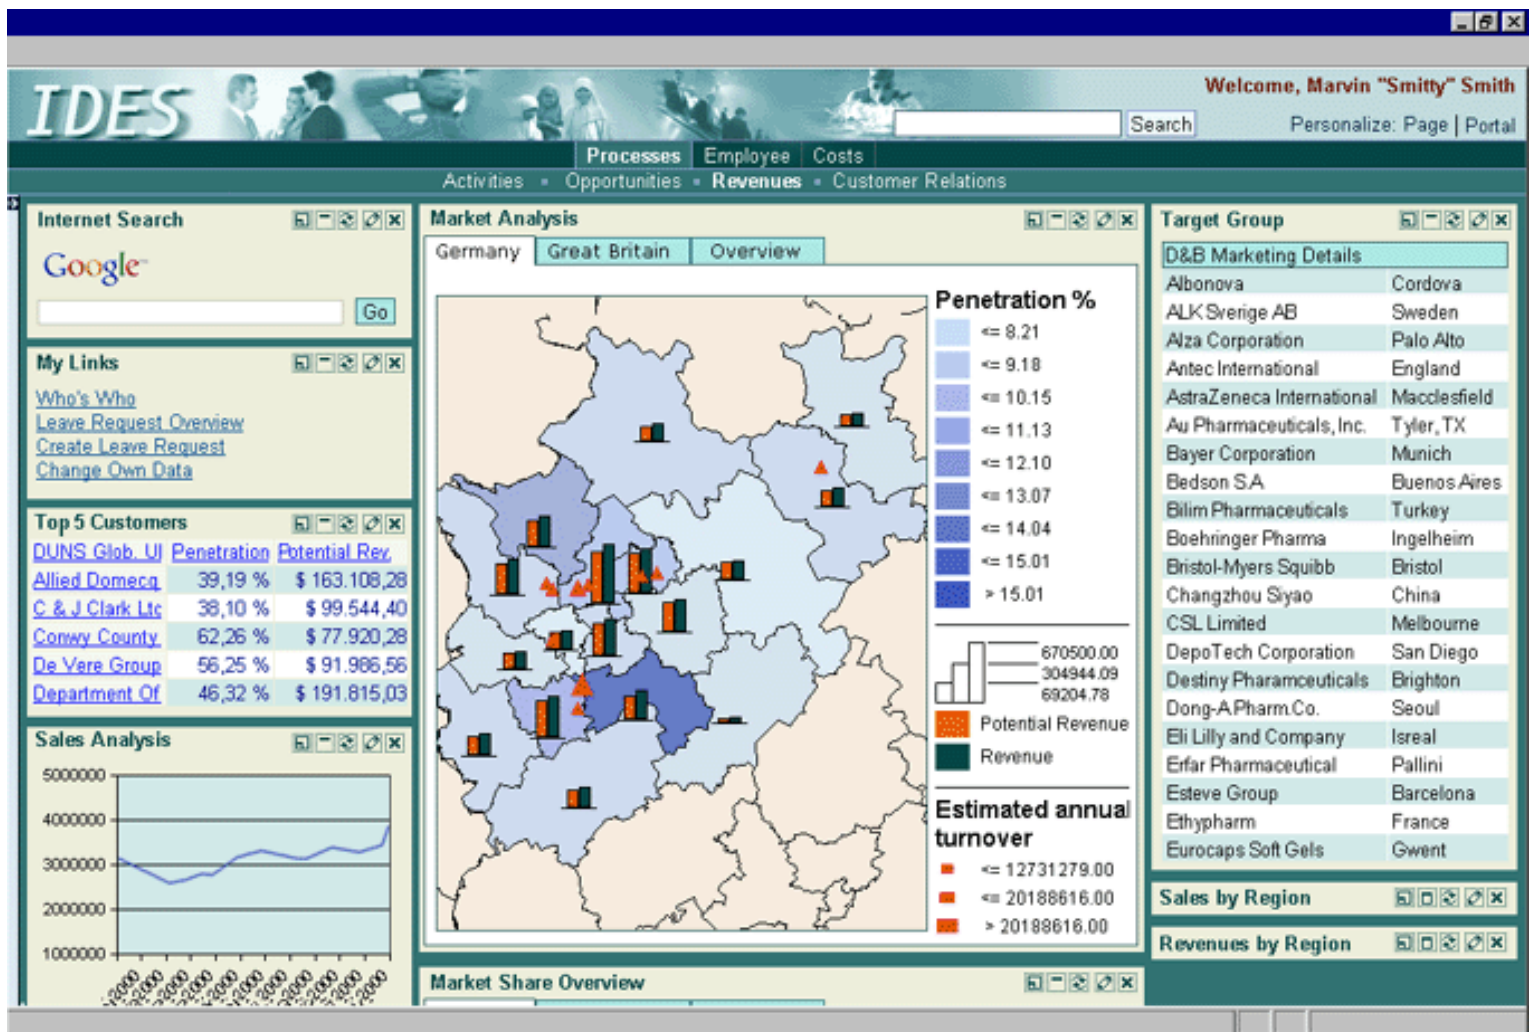 IDES
Welcome, Marvin "Smitty" Smith
Search
Personalize: Page | Portal
Processes Employee Costs
Activities Opportunities Revenues Customer Relations
Internet Search
Google
Go
My Links
Who's Who
Leave Request Overview
Create Leave Request
Change Own Data
Top 5 Customers
DUNS Glob. Ul Penetration Potential Rev.
Allied Domecq 39,19 % $ 163.108,28
C & J Clark Ltc 38,10 % $ 99.544,40
Conwy County 62,26 % $ 77.920,28
De Vere Group 56,25 % $ 91.986,56
Department Of 46,32 % $ 191.815,03
Sales Analysis
5000000
4000000
3000000
2000000
1000000
Market Analysis
Germany Great Britain Overview
Penetration %
<= 8.21
<= 9.18
<= 10.15
<= 11.13
<= 12.10
<= 13.07
<= 14.04
<= 15.01
> 15.01
670500.00
304944.09
69204.78
Potential Revenue
Revenue
Estimated annual
turnover
<= 12731279.00
<= 20188616.00
> 20188616.00
Market Share Overview
Target Group
D&B Marketing Details
Albonova Cordova
ALK Sverige AB Sweden
Alza Corporation Palo Alto
Antec International England
AstraZeneca International Macclesfield
Au Pharmaceuticals, Inc. Tyler, TX
Bayer Corporation Munich
Bedson S.A Buenos Aires
Bilim Pharmaceuticals Turkey
Boehringer Pharma Ingelheim
Bristol-Myers Squibb Bristol
Changzhou Siyao China
CSL Limited Melbourne
DepoTech Corporation San Diego
Destiny Pharamceuticals Brighton
Dong-A Pharm.Co. Seoul
Eli Lilly and Company Isreal
Erfar Pharmaceutical Pallini
Esteve Group Barcelona
Ethypharm France
Eurocaps Soft Gels Gwent
Sales by Region
Revenues by Region